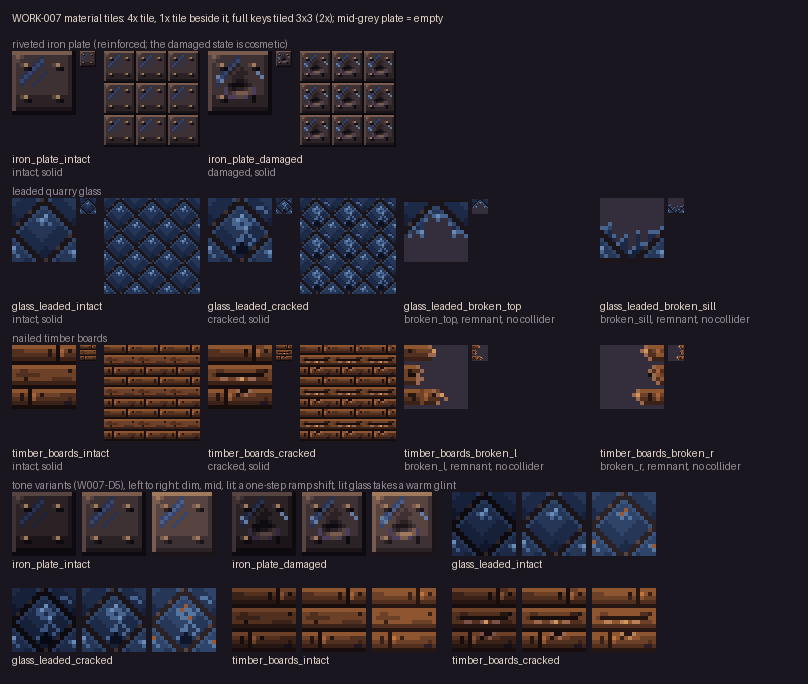 WORK-007 material tiles: 4x tile, 1x tile beside it, full keys tiled 3x3 (2x); mid-grey plate = empty
riveted iron plate (reinforced; the damaged state is cosmetic)
iron_plate_intact
intact, solid
iron_plate_damaged
damaged, solid
leaded quarry glass
glass_leaded_intact
intact, solid
glass_leaded_cracked
cracked, solid
glass_leaded_broken_top
broken_top, remnant, no collider
glass_leaded_broken_sill
broken_sill, remnant, no collider
nailed timber boards
timber_boards_intact
intact, solid
timber_boards_cracked
cracked, solid
timber_boards_broken_l
broken_l, remnant, no collider
timber_boards_broken_r
broken_r, remnant, no collider
tone variants (W007-D5), left to right: dim, mid, lit; a one-step ramp shift, lit glass takes a warm glint
iron_plate_intact
iron_plate_damaged
glass_leaded_intact
glass_leaded_cracked
timber_boards_intact
timber_boards_cracked